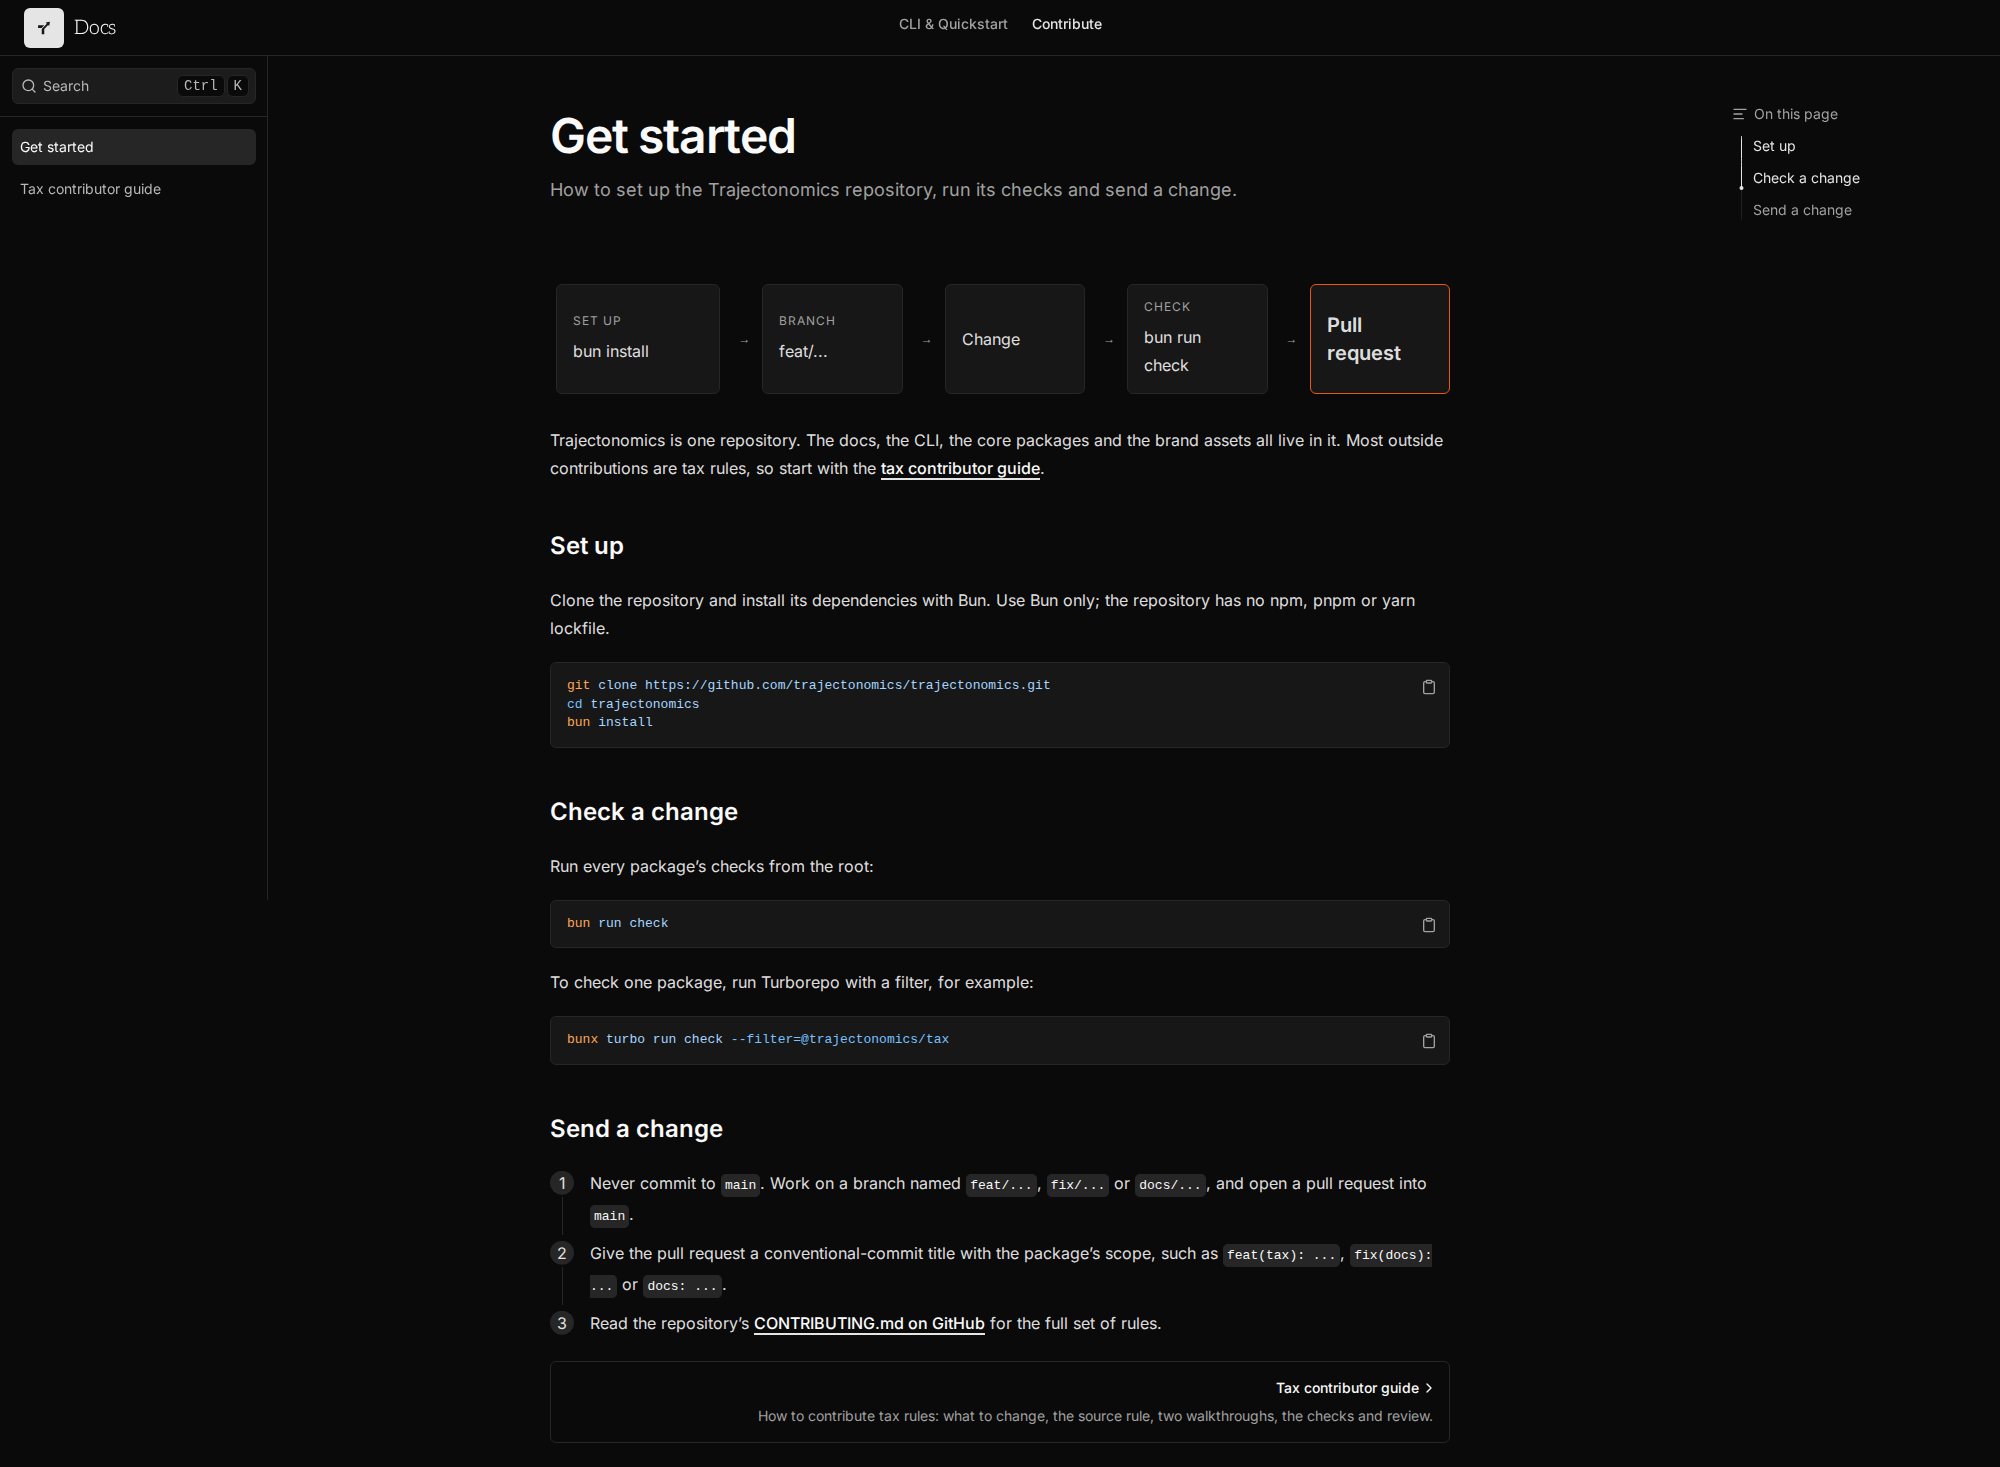 Docs
CLI & Quickstart
Contribute
Search
Ctrl K
Get started
Tax contributor guide
Get started
How to set up the Trajectonomics repository, run its checks and send a change.
On this page
Set up
Check a change
Send a change
SET UP
bun install
→
BRANCH
feat/...
→
Change
→
CHECK
bun run
check
→
Pull
request
Trajectonomics is one repository. The docs, the CLI, the core packages and the brand assets all live in it. Most outside
contributions are tax rules, so start with the tax contributor guide.
Set up
Clone the repository and install its dependencies with Bun. Use Bun only; the repository has no npm, pnpm or yarn
lockfile.
git clone https://github.com/trajectonomics/trajectonomics.git
cd trajectonomics
bun install
Check a change
Run every package’s checks from the root:
bun run check
To check one package, run Turborepo with a filter, for example:
bunx turbo run check --filter=@trajectonomics/tax
Send a change
1 Never commit to main. Work on a branch named feat/..., fix/... or docs/..., and open a pull request into
main.
2 Give the pull request a conventional-commit title with the package’s scope, such as feat(tax): ..., fix(docs):
... or docs: ....
3 Read the repository’s CONTRIBUTING.md on GitHub for the full set of rules.
Tax contributor guide
How to contribute tax rules: what to change, the source rule, two walkthroughs, the checks and review.